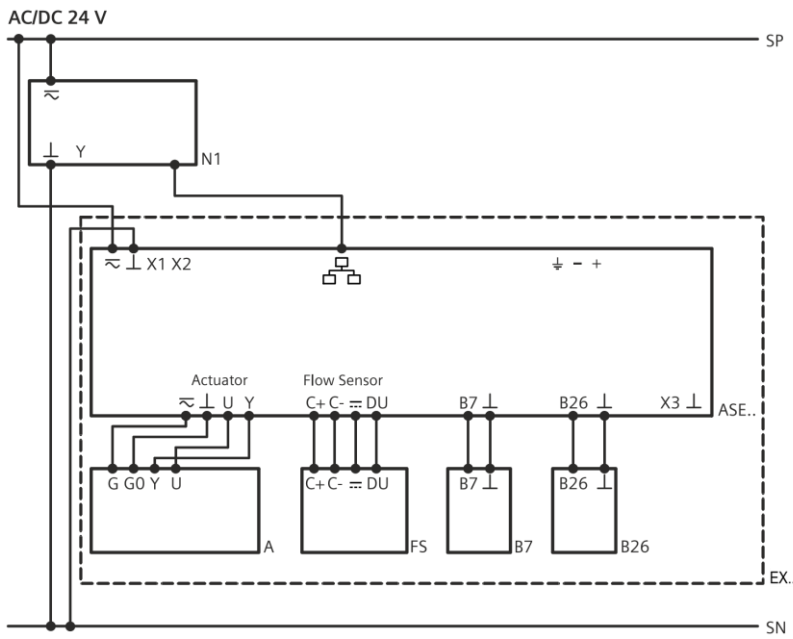 AC/DC 24 V
SP
⏦
⊥ Y
N1
⏦ ⊥ X1 X2
⏚ - +
Actuator
Flow Sensor
⏦ ⊥ U Y
C+ C- ⎓ DU
B7 ⊥
B26 ⊥
X3 ⊥
ASE..
G G0 Y U
C+ C- ⎓ DU
B7 ⊥
B26 ⊥
A
FS
B7
B26
EX..
SN